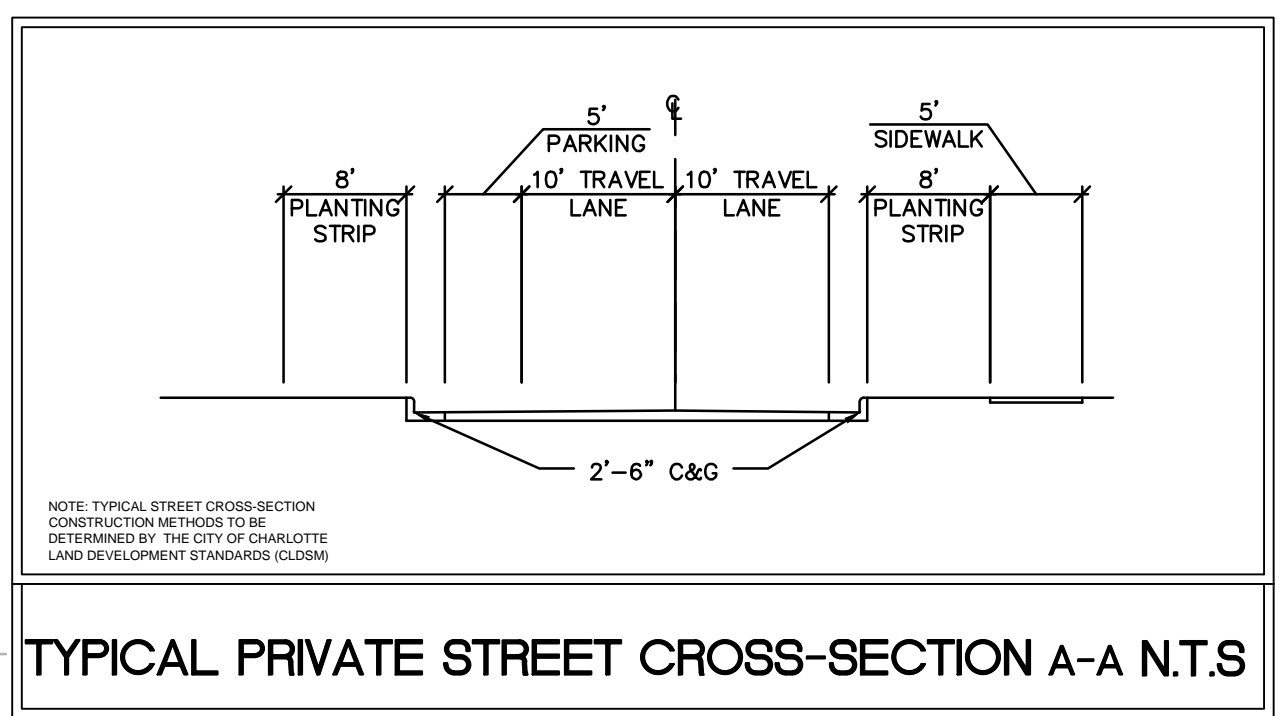 ℄
5'
PARKING
5'
SIDEWALK
8'
PLANTING
STRIP
10' TRAVEL
LANE
10' TRAVEL
LANE
8'
PLANTING
STRIP
2'-6" C&G
NOTE: TYPICAL STREET CROSS-SECTION
CONSTRUCTION METHODS TO BE
DETERMINED BY THE CITY OF CHARLOTTE
LAND DEVELOPMENT STANDARDS (CLDSM)
TYPICAL PRIVATE STREET CROSS-SECTION A-A N.T.S